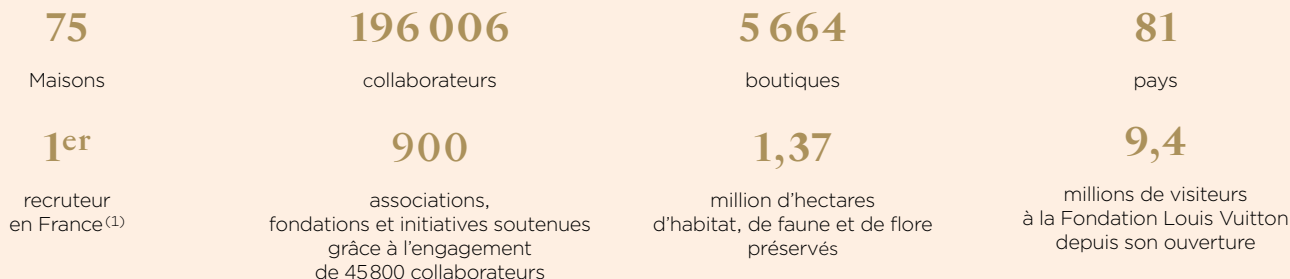 75
Maisons
196 006
collaborateurs
5 664
boutiques
81
pays
1er
recruteur
en France(1)
900
associations,
fondations et initiatives soutenues
grâce à l'engagement
de 45800 collaborateurs
1,37
million d'hectares
d'habitat, de faune et de flore
préservés
9,4
millions de visiteurs
à la Fondation Louis Vuitton
depuis son ouverture